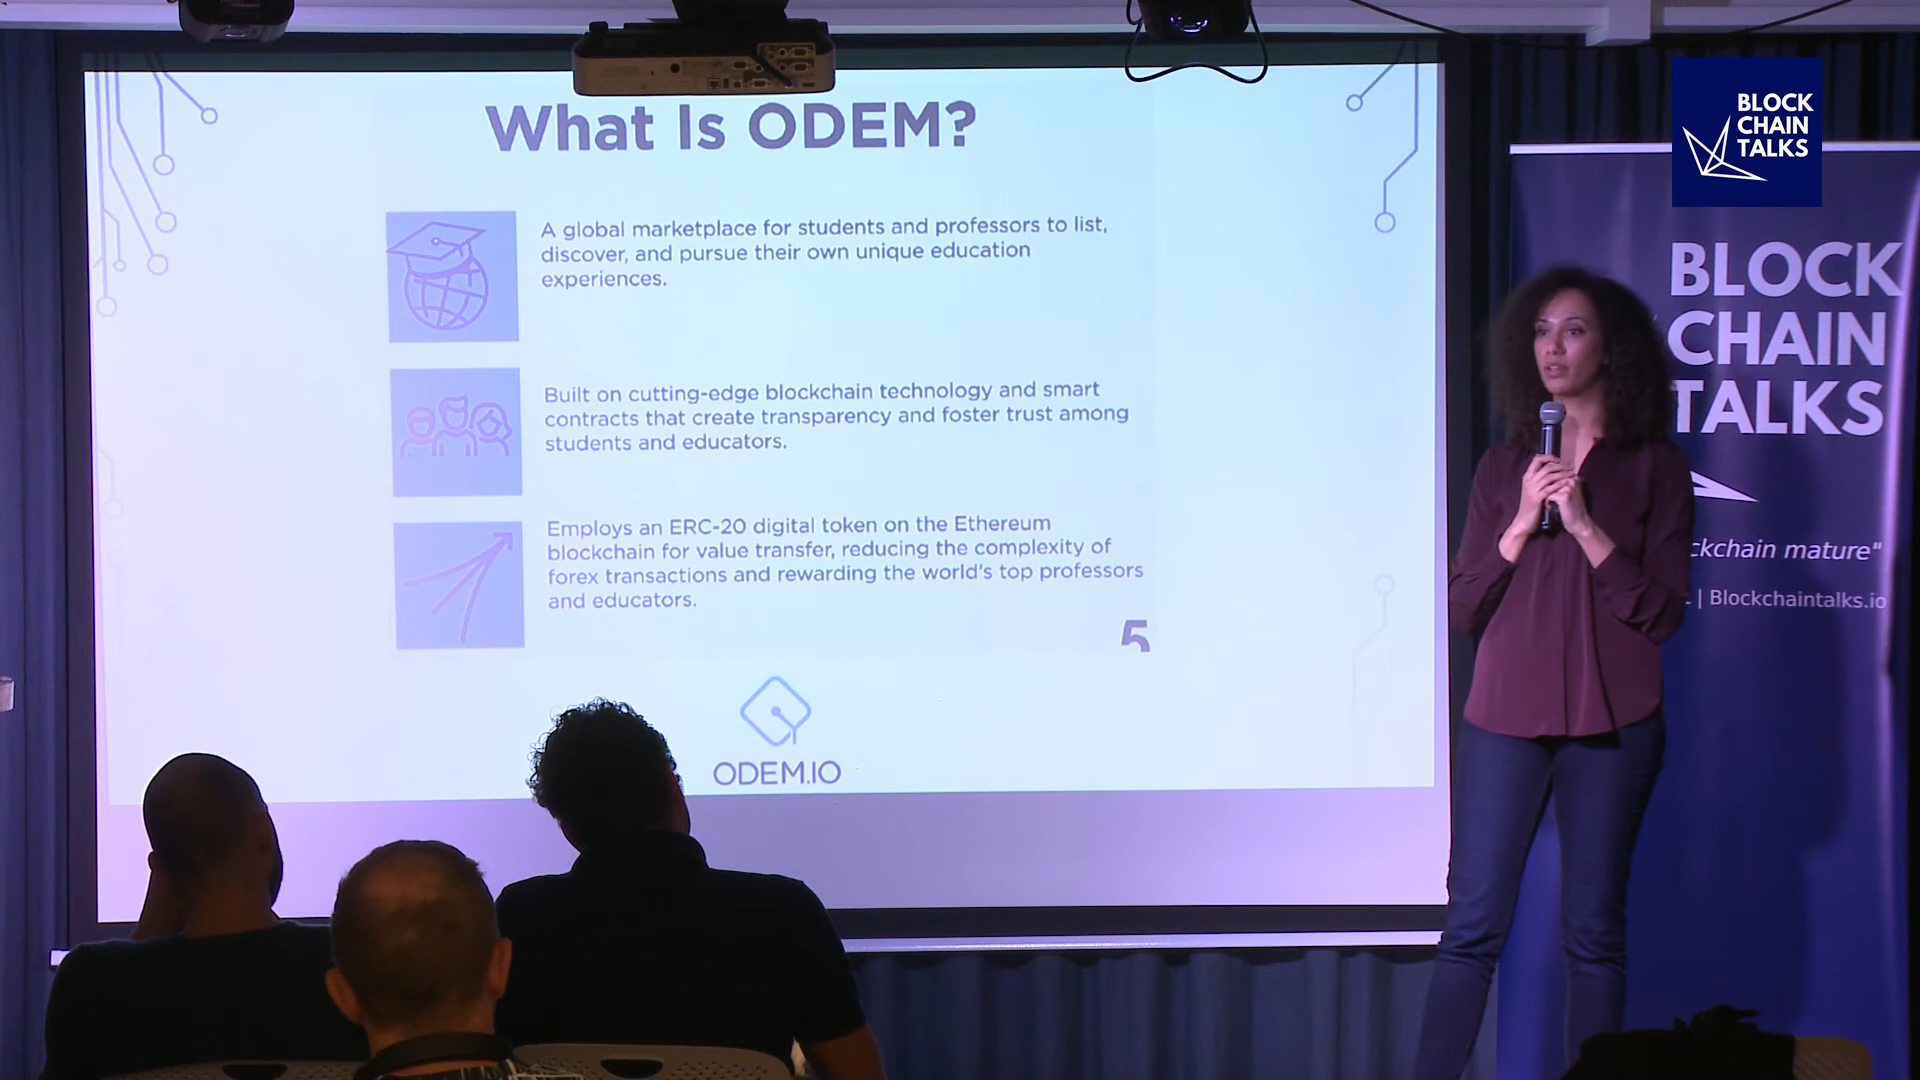 What Is ODEM?
A global marketplace for students and professors to list,
discover, and pursue their own unique education
experiences.
Built on cutting-edge blockchain technology and smart
contracts that create transparency and foster trust among
students and educators.
Employs an ERC-20 digital token on the Ethereum
blockchain for value transfer, reducing the complexity of
forex transactions and rewarding the world's top professors
and educators.
5
ODEM.IO
BLOCK
CHAIN
TALKS
BLOCK
CHAIN
TALKS
mature"
| Blockchaintalks.io